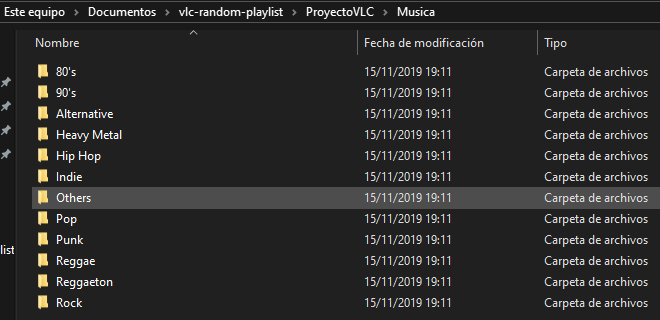 Este equipo > Documentos > vlc-random-playlist > ProyectoVLC > Musica
Nombre Fecha de modificación Tipo
80's 15/11/2019 19:11 Carpeta de archivos
90's 15/11/2019 19:11 Carpeta de archivos
Alternative 15/11/2019 19:11 Carpeta de archivos
Heavy Metal 15/11/2019 19:11 Carpeta de archivos
Hip Hop 15/11/2019 19:11 Carpeta de archivos
Indie 15/11/2019 19:11 Carpeta de archivos
Others 15/11/2019 19:11 Carpeta de archivos
Pop 15/11/2019 19:11 Carpeta de archivos
Punk 15/11/2019 19:11 Carpeta de archivos
list
Reggae 15/11/2019 19:11 Carpeta de archivos
Reggaeton 15/11/2019 19:11 Carpeta de archivos
Rock 15/11/2019 19:11 Carpeta de archivos